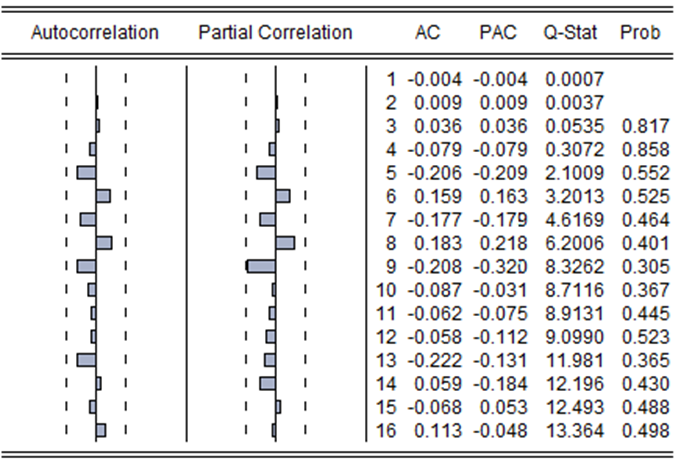 Autocorrelation Partial Correlation AC PAC Q-Stat Prob
1 -0.004 -0.004 0.0007
2 0.009 0.009 0.0037
3 0.036 0.036 0.0535 0.817
4 -0.079 -0.079 0.3072 0.858
5 -0.206 -0.209 2.1009 0.552
6 0.159 0.163 3.2013 0.525
7 -0.177 -0.179 4.6169 0.464
8 0.183 0.218 6.2006 0.401
9 -0.208 -0.320 8.3262 0.305
10 -0.087 -0.031 8.7116 0.367
11 -0.062 -0.075 8.9131 0.445
12 -0.058 -0.112 9.0990 0.523
13 -0.222 -0.131 11.981 0.365
14 0.059 -0.184 12.196 0.430
15 -0.068 0.053 12.493 0.488
16 0.113 -0.048 13.364 0.498